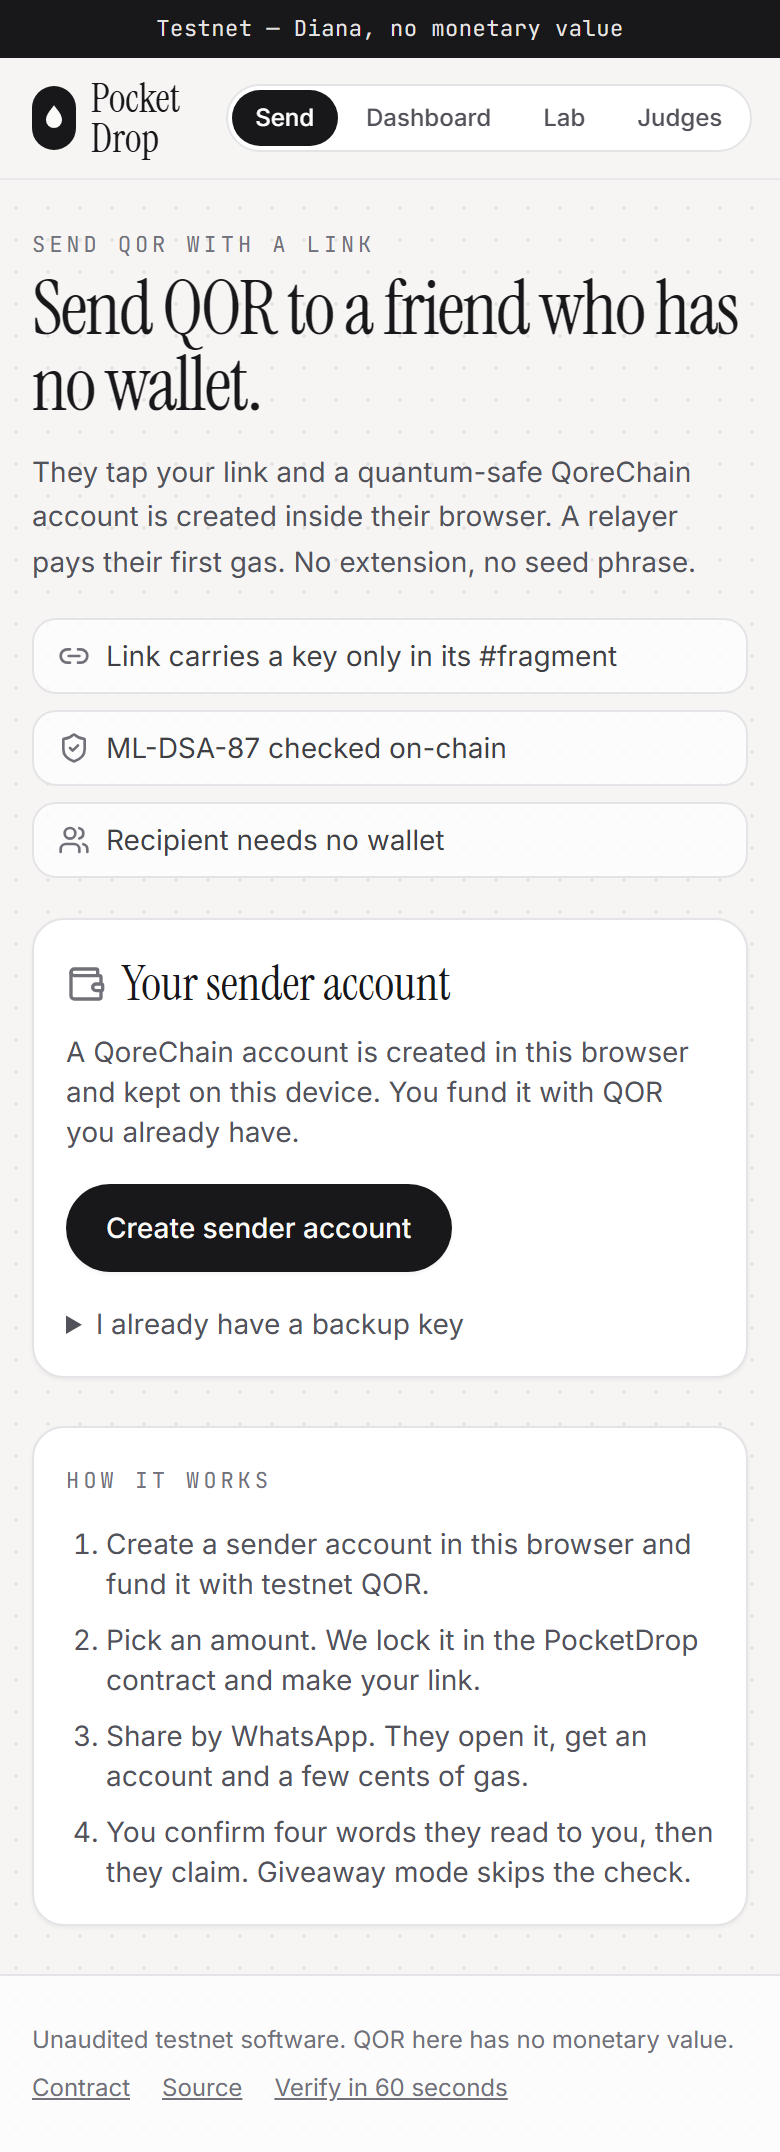 Testnet — Diana, no monetary value
Pocket
Drop
Send
Dashboard
Lab
Judges
SEND QOR WITH A LINK
Send QOR to a friend who has
no wallet.
They tap your link and a quantum-safe QoreChain
account is created inside their browser. A relayer
pays their first gas. No extension, no seed phrase.
Link carries a key only in its #fragment
ML-DSA-87 checked on-chain
Recipient needs no wallet
Your sender account
A QoreChain account is created in this browser
and kept on this device. You fund it with QOR
you already have.
Create sender account
I already have a backup key
HOW IT WORKS
1. Create a sender account in this browser and
fund it with testnet QOR.
2. Pick an amount. We lock it in the PocketDrop
contract and make your link.
3. Share by WhatsApp. They open it, get an
account and a few cents of gas.
4. You confirm four words they read to you, then
they claim. Giveaway mode skips the check.
Unaudited testnet software. QOR here has no monetary value.
Contract
Source
Verify in 60 seconds